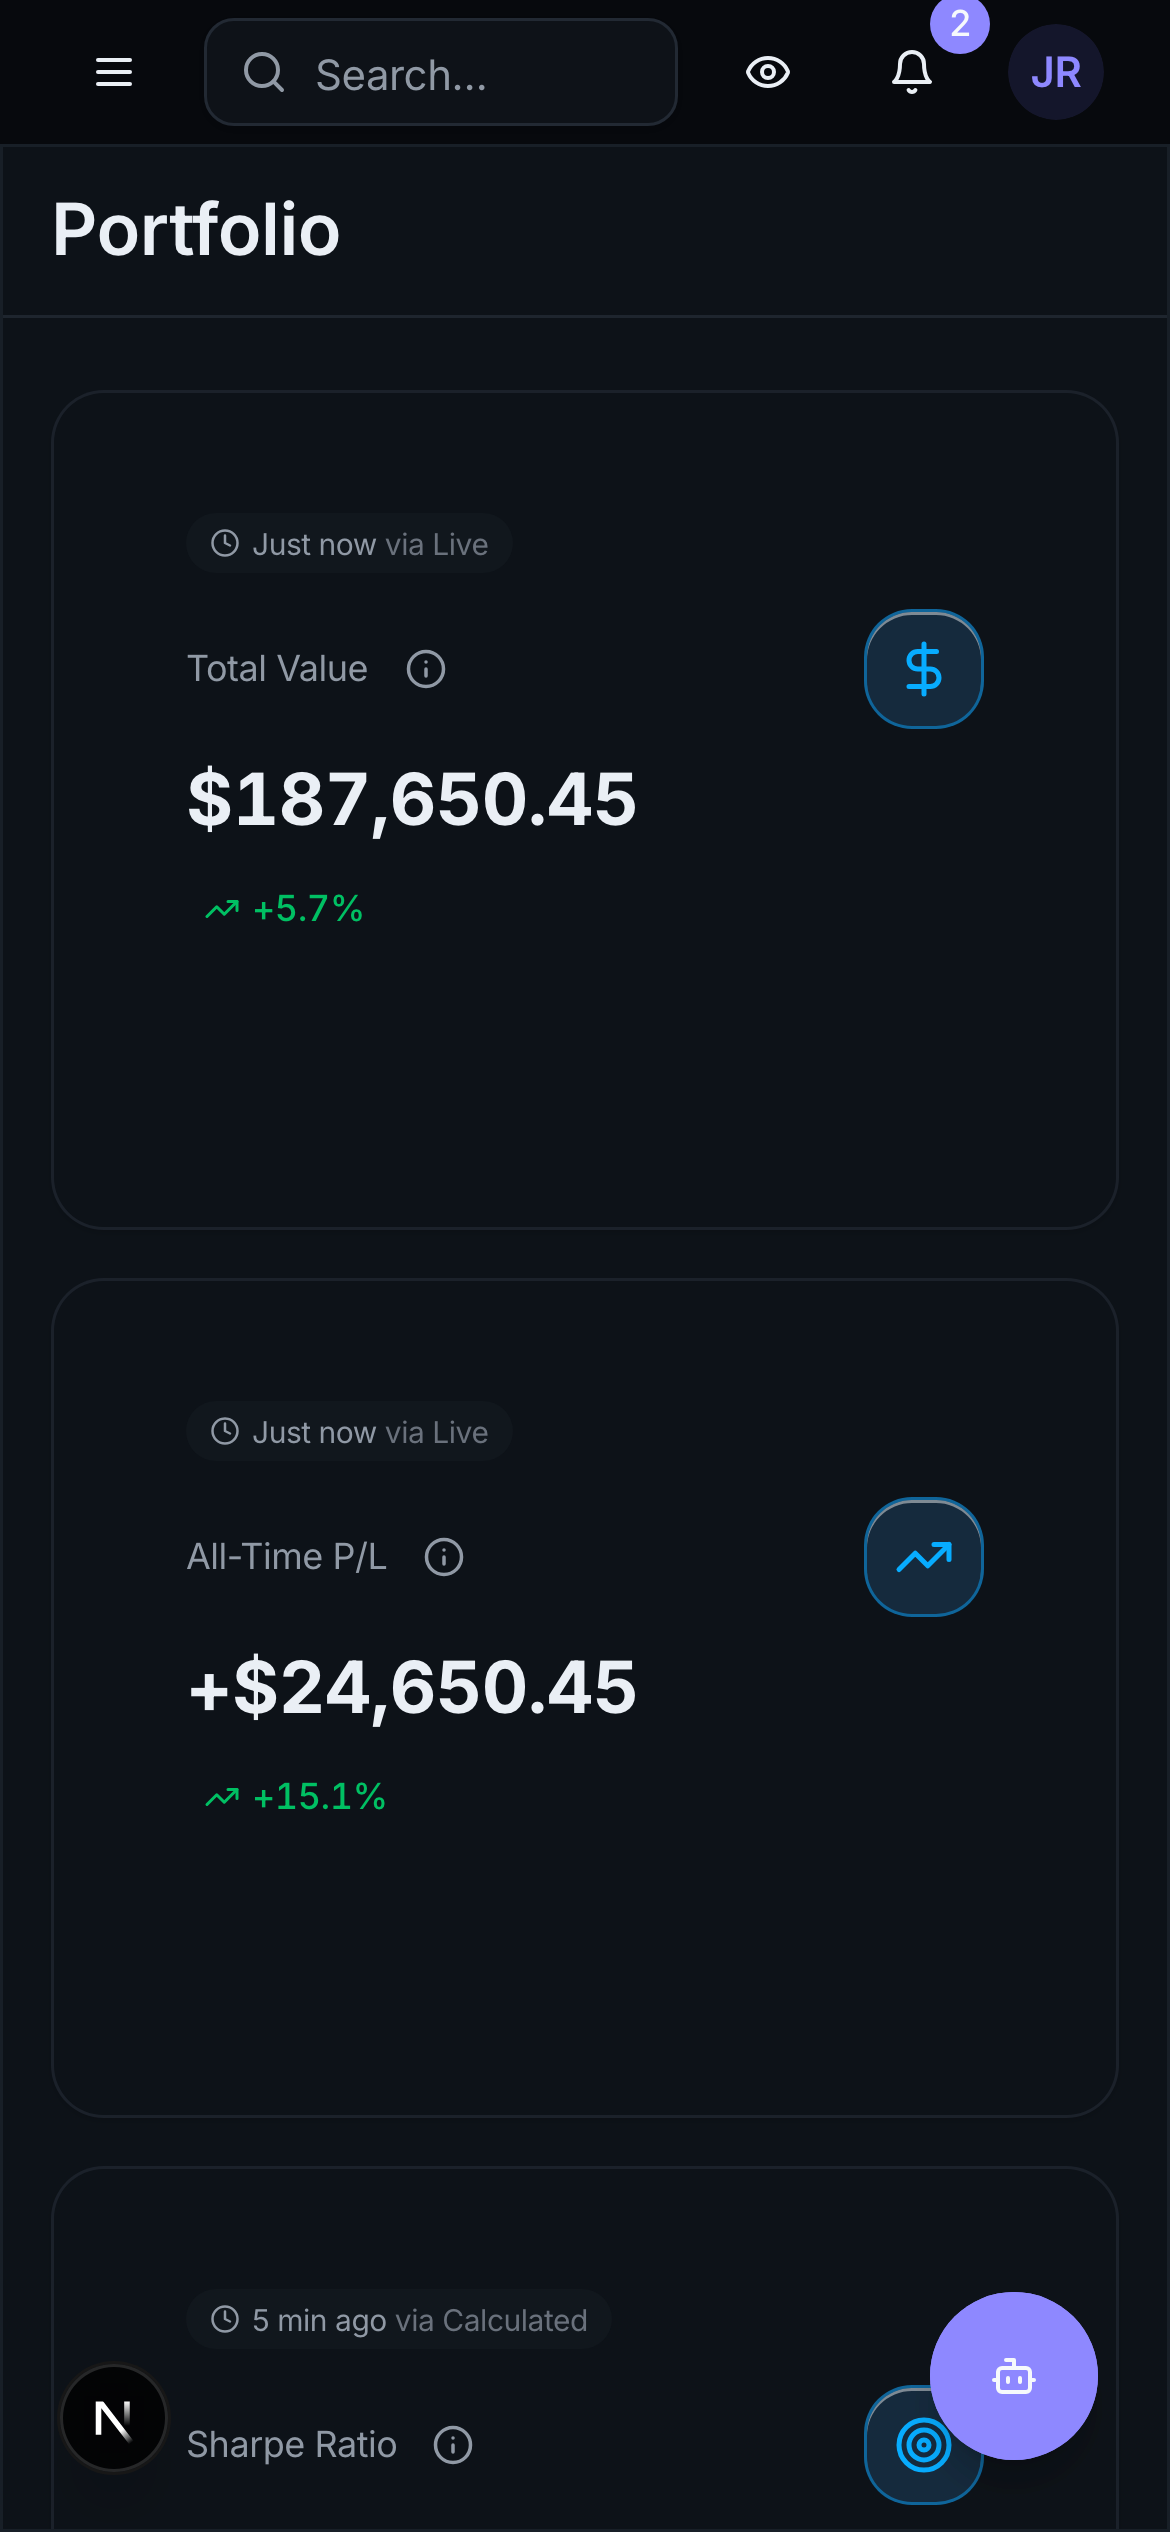 Search...
2
JR
Portfolio
Just now via Live
Total Value
$187,650.45
+5.7%
Just now via Live
All-Time P/L
+$24,650.45
+15.1%
5 min ago via Calculated
N
Sharpe Ratio